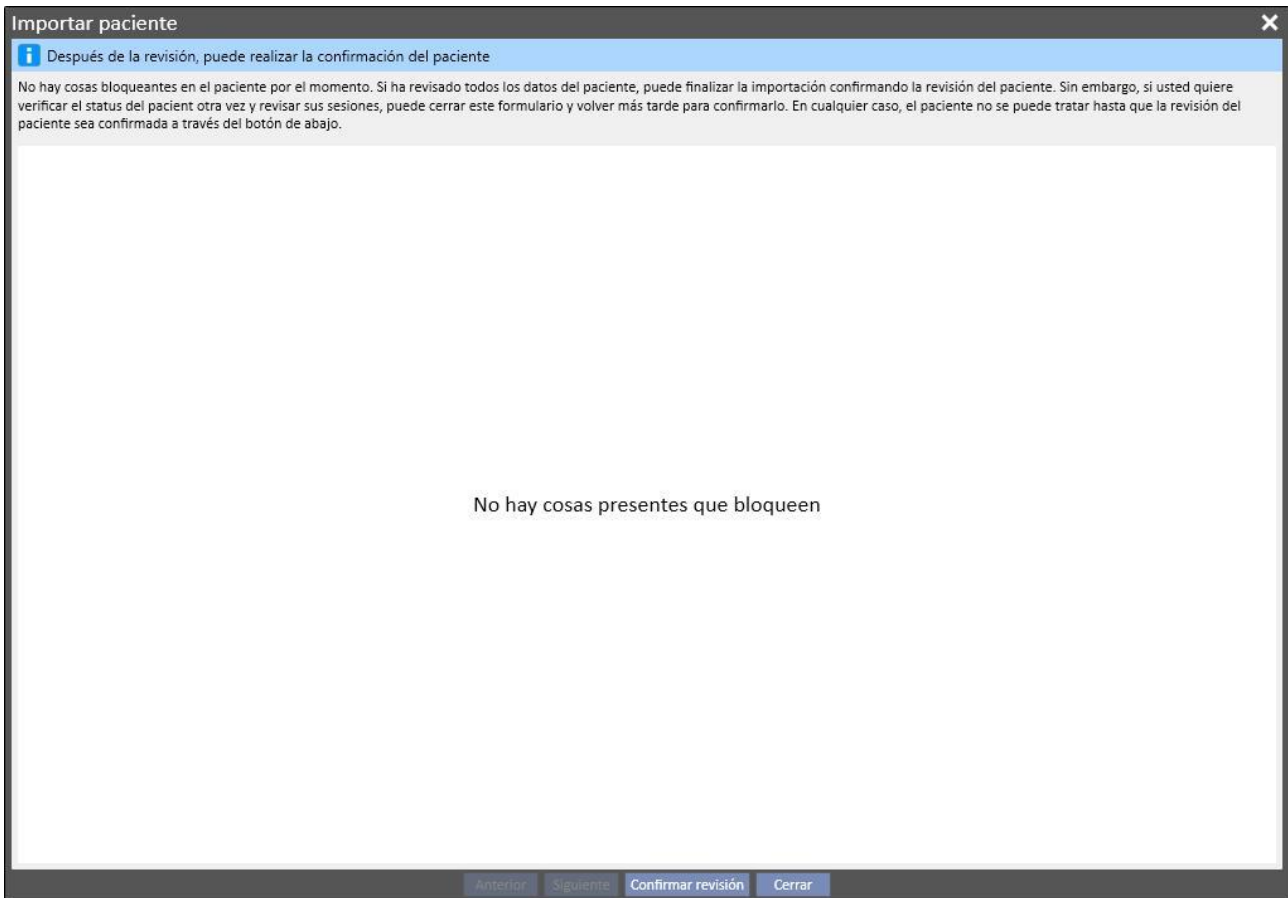 Importar paciente
Después de la revisión, puede realizar la confirmación del paciente
No hay cosas bloqueantes en el paciente por el momento. Si ha revisado todos los datos del paciente, puede finalizar la importación confirmando la revisión del paciente. Sin embargo, si usted quiere
verificar el status del pacient otra vez y revisar sus sesiones, puede cerrar este formulario y volver más tarde para confirmarlo. En cualquier caso, el paciente no se puede tratar hasta que la revisión del
paciente sea confirmada a través del botón de abajo.
No hay cosas presentes que bloqueen
Anterior Siguiente Confirmar revisión Cerrar